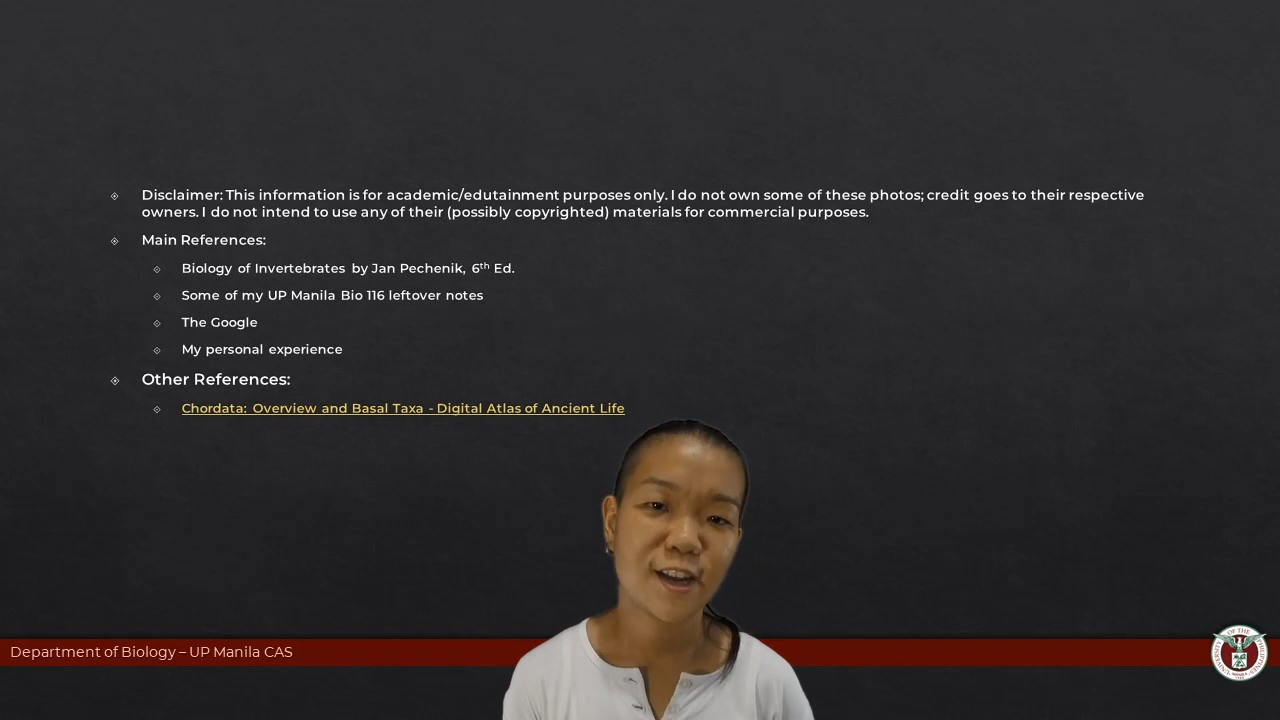 Disclaimer: This information is for academic/edutainment purposes only. I do not own some of these photos; credit goes to their respective
owners. I do not intend to use any of their (possibly copyrighted) materials for commercial purposes.
Main References:
Biology of Invertebrates by Jan Pechenik, 6th Ed.
Some of my UP Manila Bio 116 leftover notes
The Google
My personal experience
Other References:
Chordata: Overview and Basal Taxa - Digital Atlas of Ancient Life
Department of Biology – UP Manila CAS